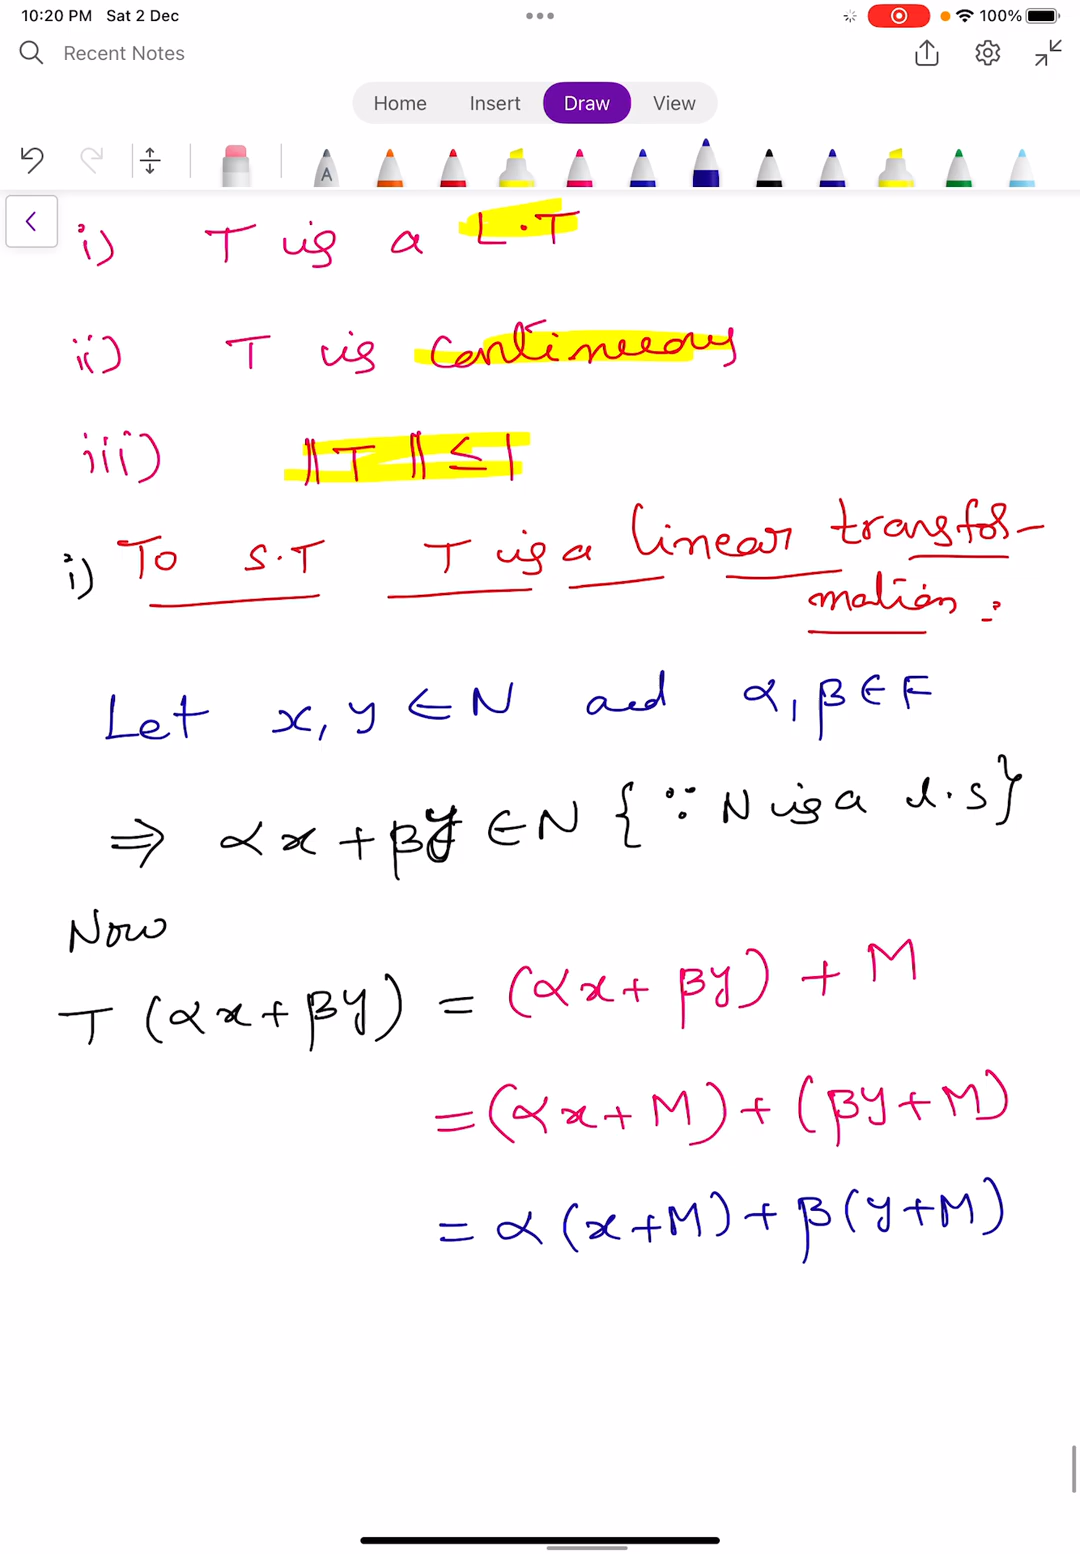 10:20 PM Sat 2 Dec 100%
Recent Notes
Home Insert Draw View
A
i) T is a L.T
ii) T is continuous
iii) ||T|| ≤ 1
i) To S.T T is a linear transfor-
mation :
Let x, y ∈ N and α, β ∈ F
⇒ αx + βy ∈ N { ∵ N is a l.s}
Now
T (αx + βy) = (αx + βy) + M
= (αx + M) + (βy + M)
= α (x + M) + β (y + M)